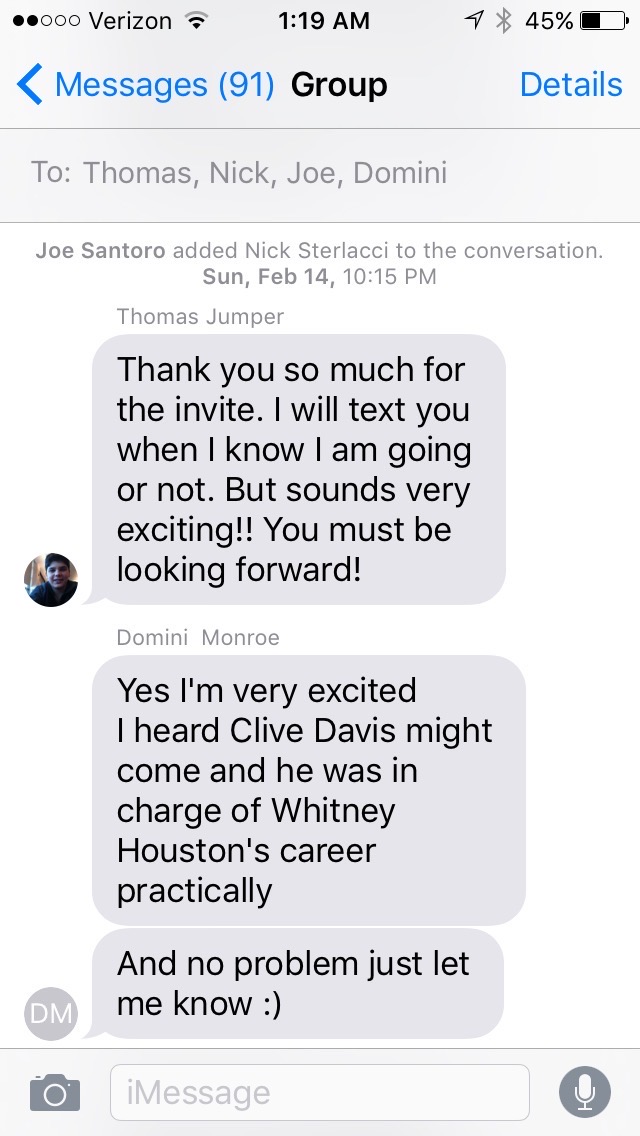 Verizon 1:19 AM 45%
Messages (91) Group Details
To: Thomas, Nick, Joe, Domini
Joe Santoro added Nick Sterlacci to the conversation.
Sun, Feb 14, 10:15 PM
Thomas Jumper
Thank you so much for
the invite. I will text you
when I know I am going
or not. But sounds very
exciting!! You must be
looking forward!
Domini  Monroe
Yes I'm very excited
I heard Clive Davis might
come and he was in
charge of Whitney
Houston's career
practically
And no problem just let
me know :)
DM
iMessage